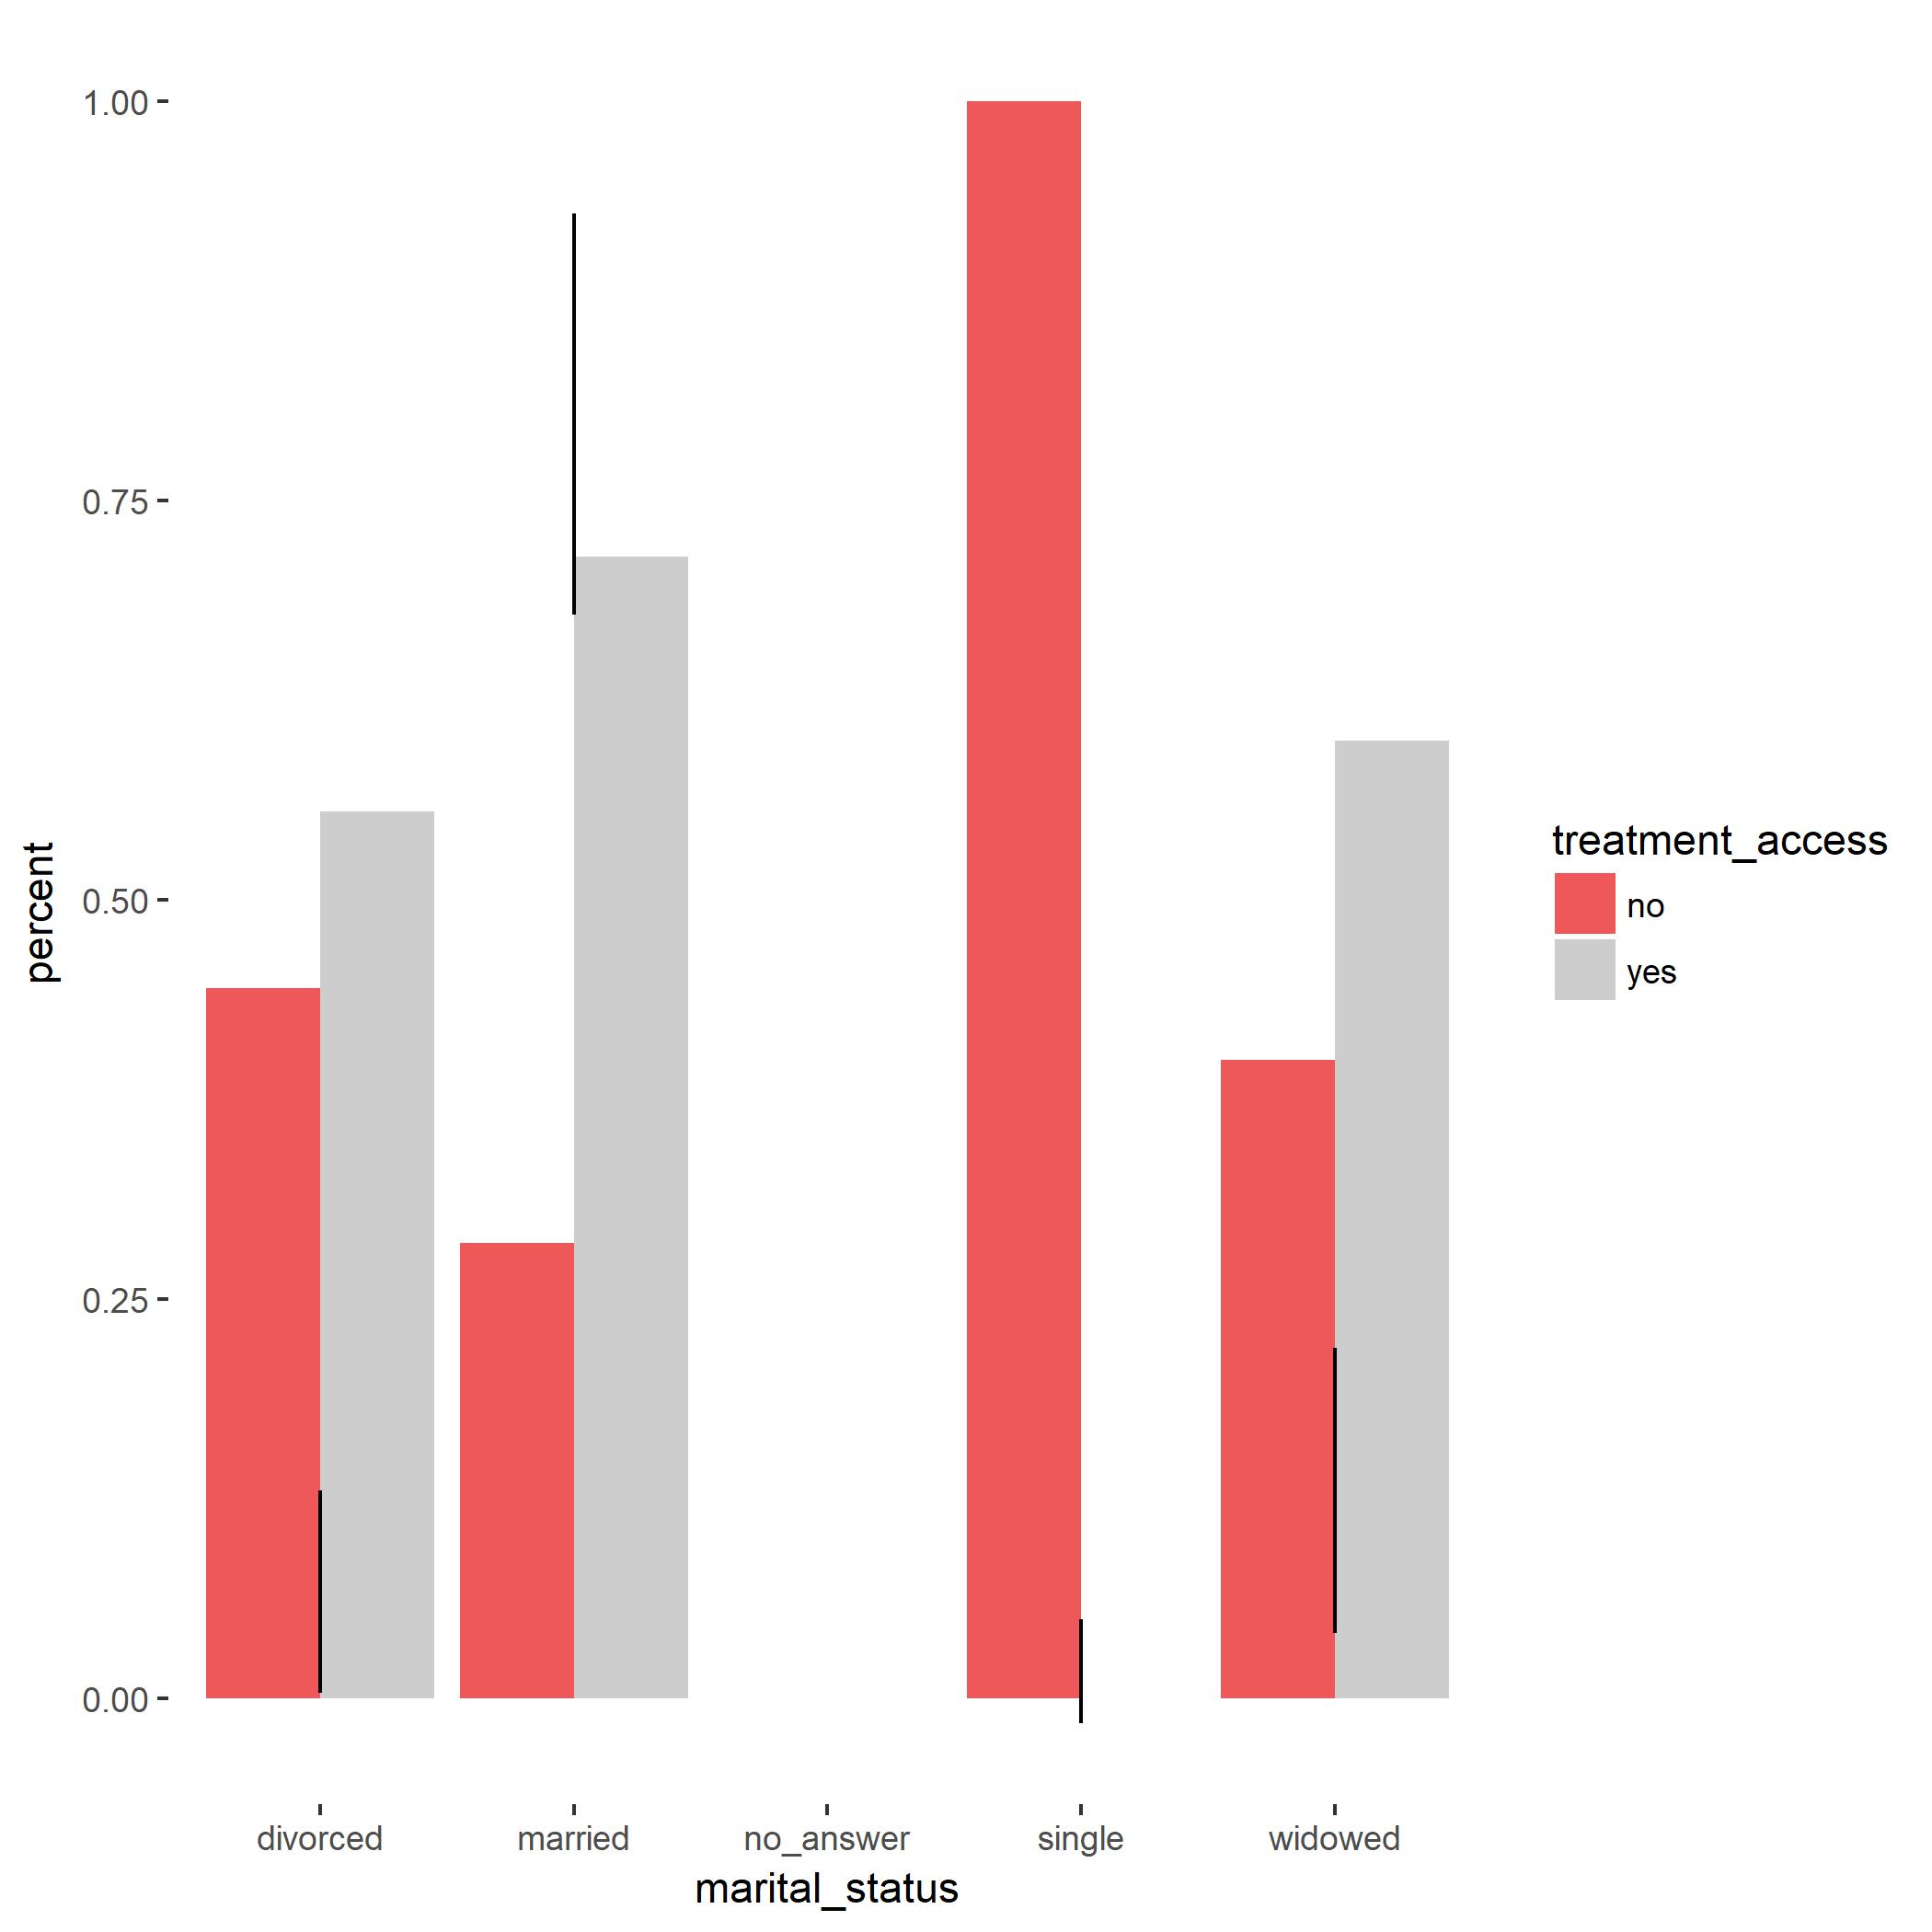 1.00
0.75
0.50
0.25
0.00
percent
divorced married no_answer single widowed
marital_status
treatment_access
no
yes